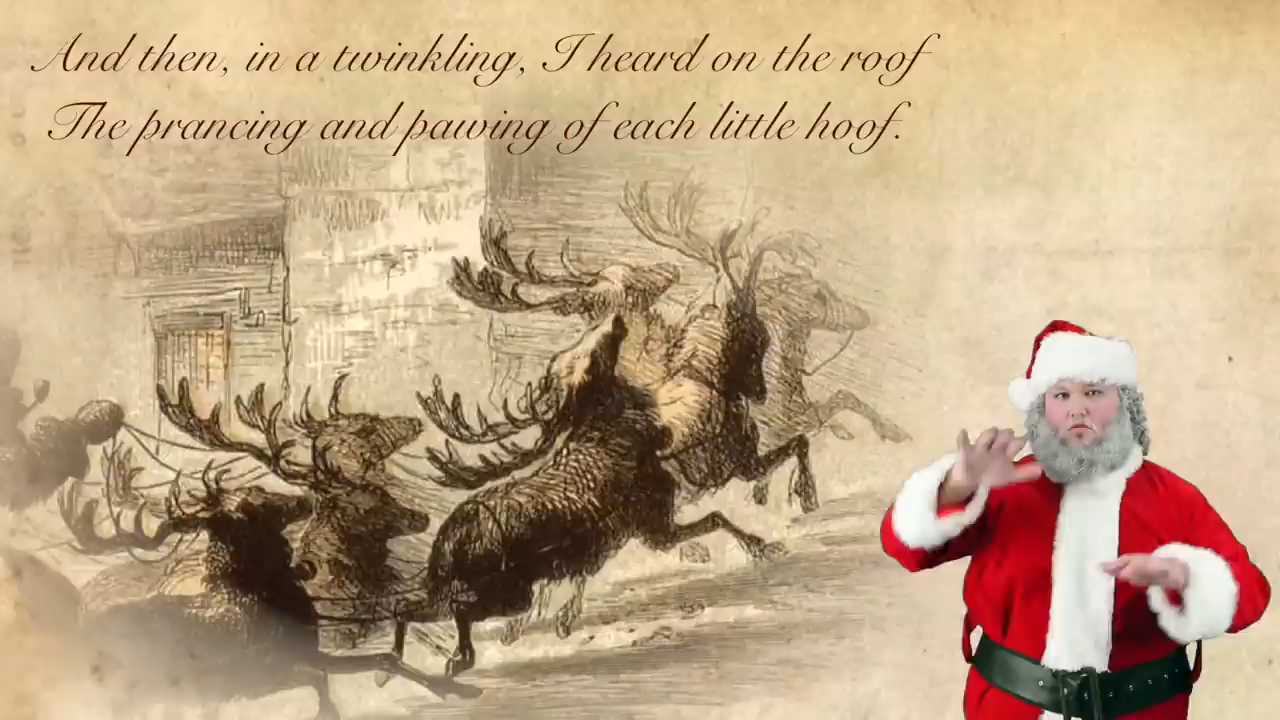 And then, in a twinkling, I heard on the roof
The prancing and pawing of each little hoof.